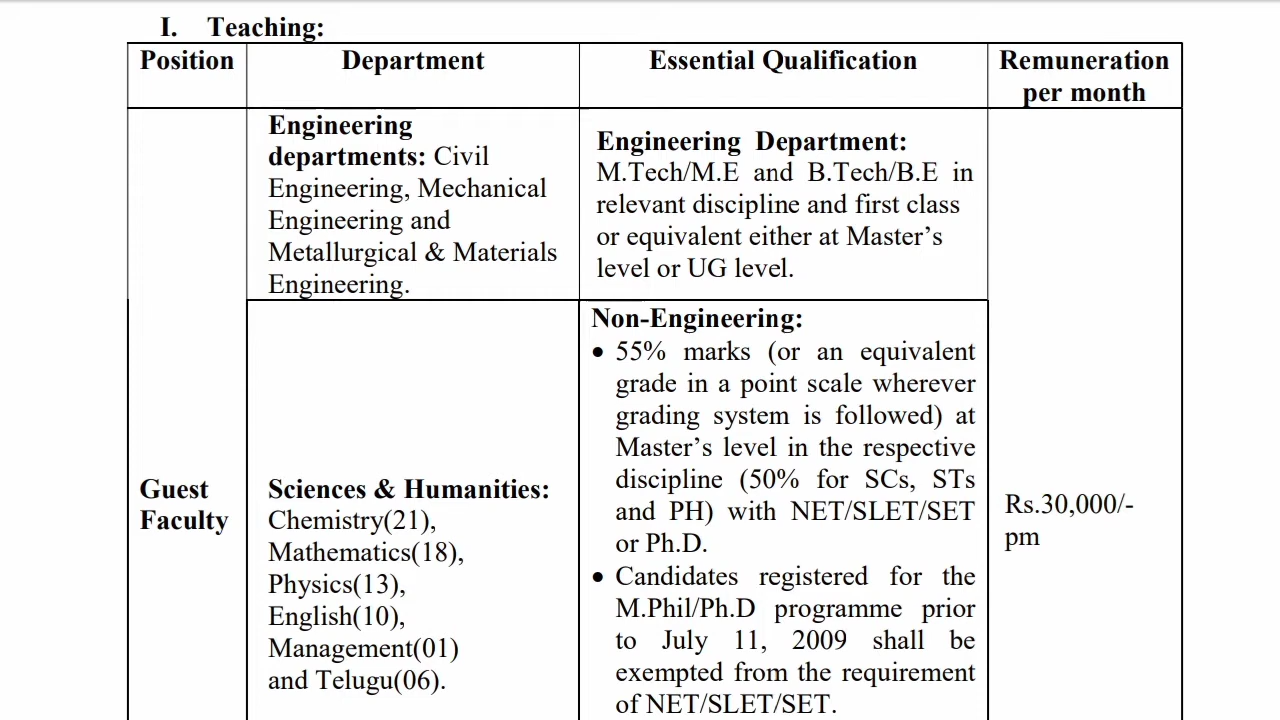 I. Teaching:
Position
Department
Essential Qualification
Remuneration
per month
Guest
Faculty
Engineering
departments: Civil
Engineering, Mechanical
Engineering and
Metallurgical & Materials
Engineering.
Engineering Department:
M.Tech/M.E and B.Tech/B.E in
relevant discipline and first class
or equivalent either at Master’s
level or UG level.
Sciences & Humanities:
Chemistry(21),
Mathematics(18),
Physics(13),
English(10),
Management(01)
and Telugu(06).
Non-Engineering:
• 55% marks (or an equivalent
grade in a point scale wherever
grading system is followed) at
Master’s level in the respective
discipline (50% for SCs, STs
and PH) with NET/SLET/SET
or Ph.D.
• Candidates registered for the
M.Phil/Ph.D programme prior
to July 11, 2009 shall be
exempted from the requirement
of NET/SLET/SET.
Rs.30,000/-
pm